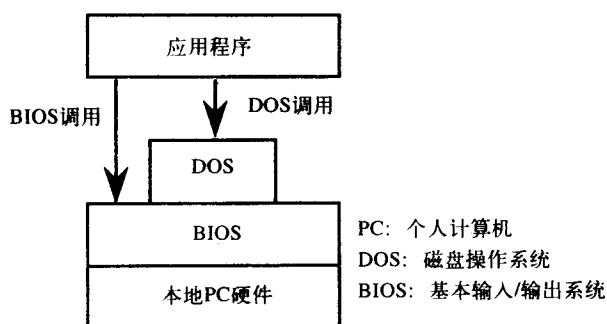 应用程序
BIOS调用
DOS调用
DOS
BIOS
本地PC硬件
PC: 个人计算机
DOS: 磁盘操作系统
BIOS: 基本输入/输出系统